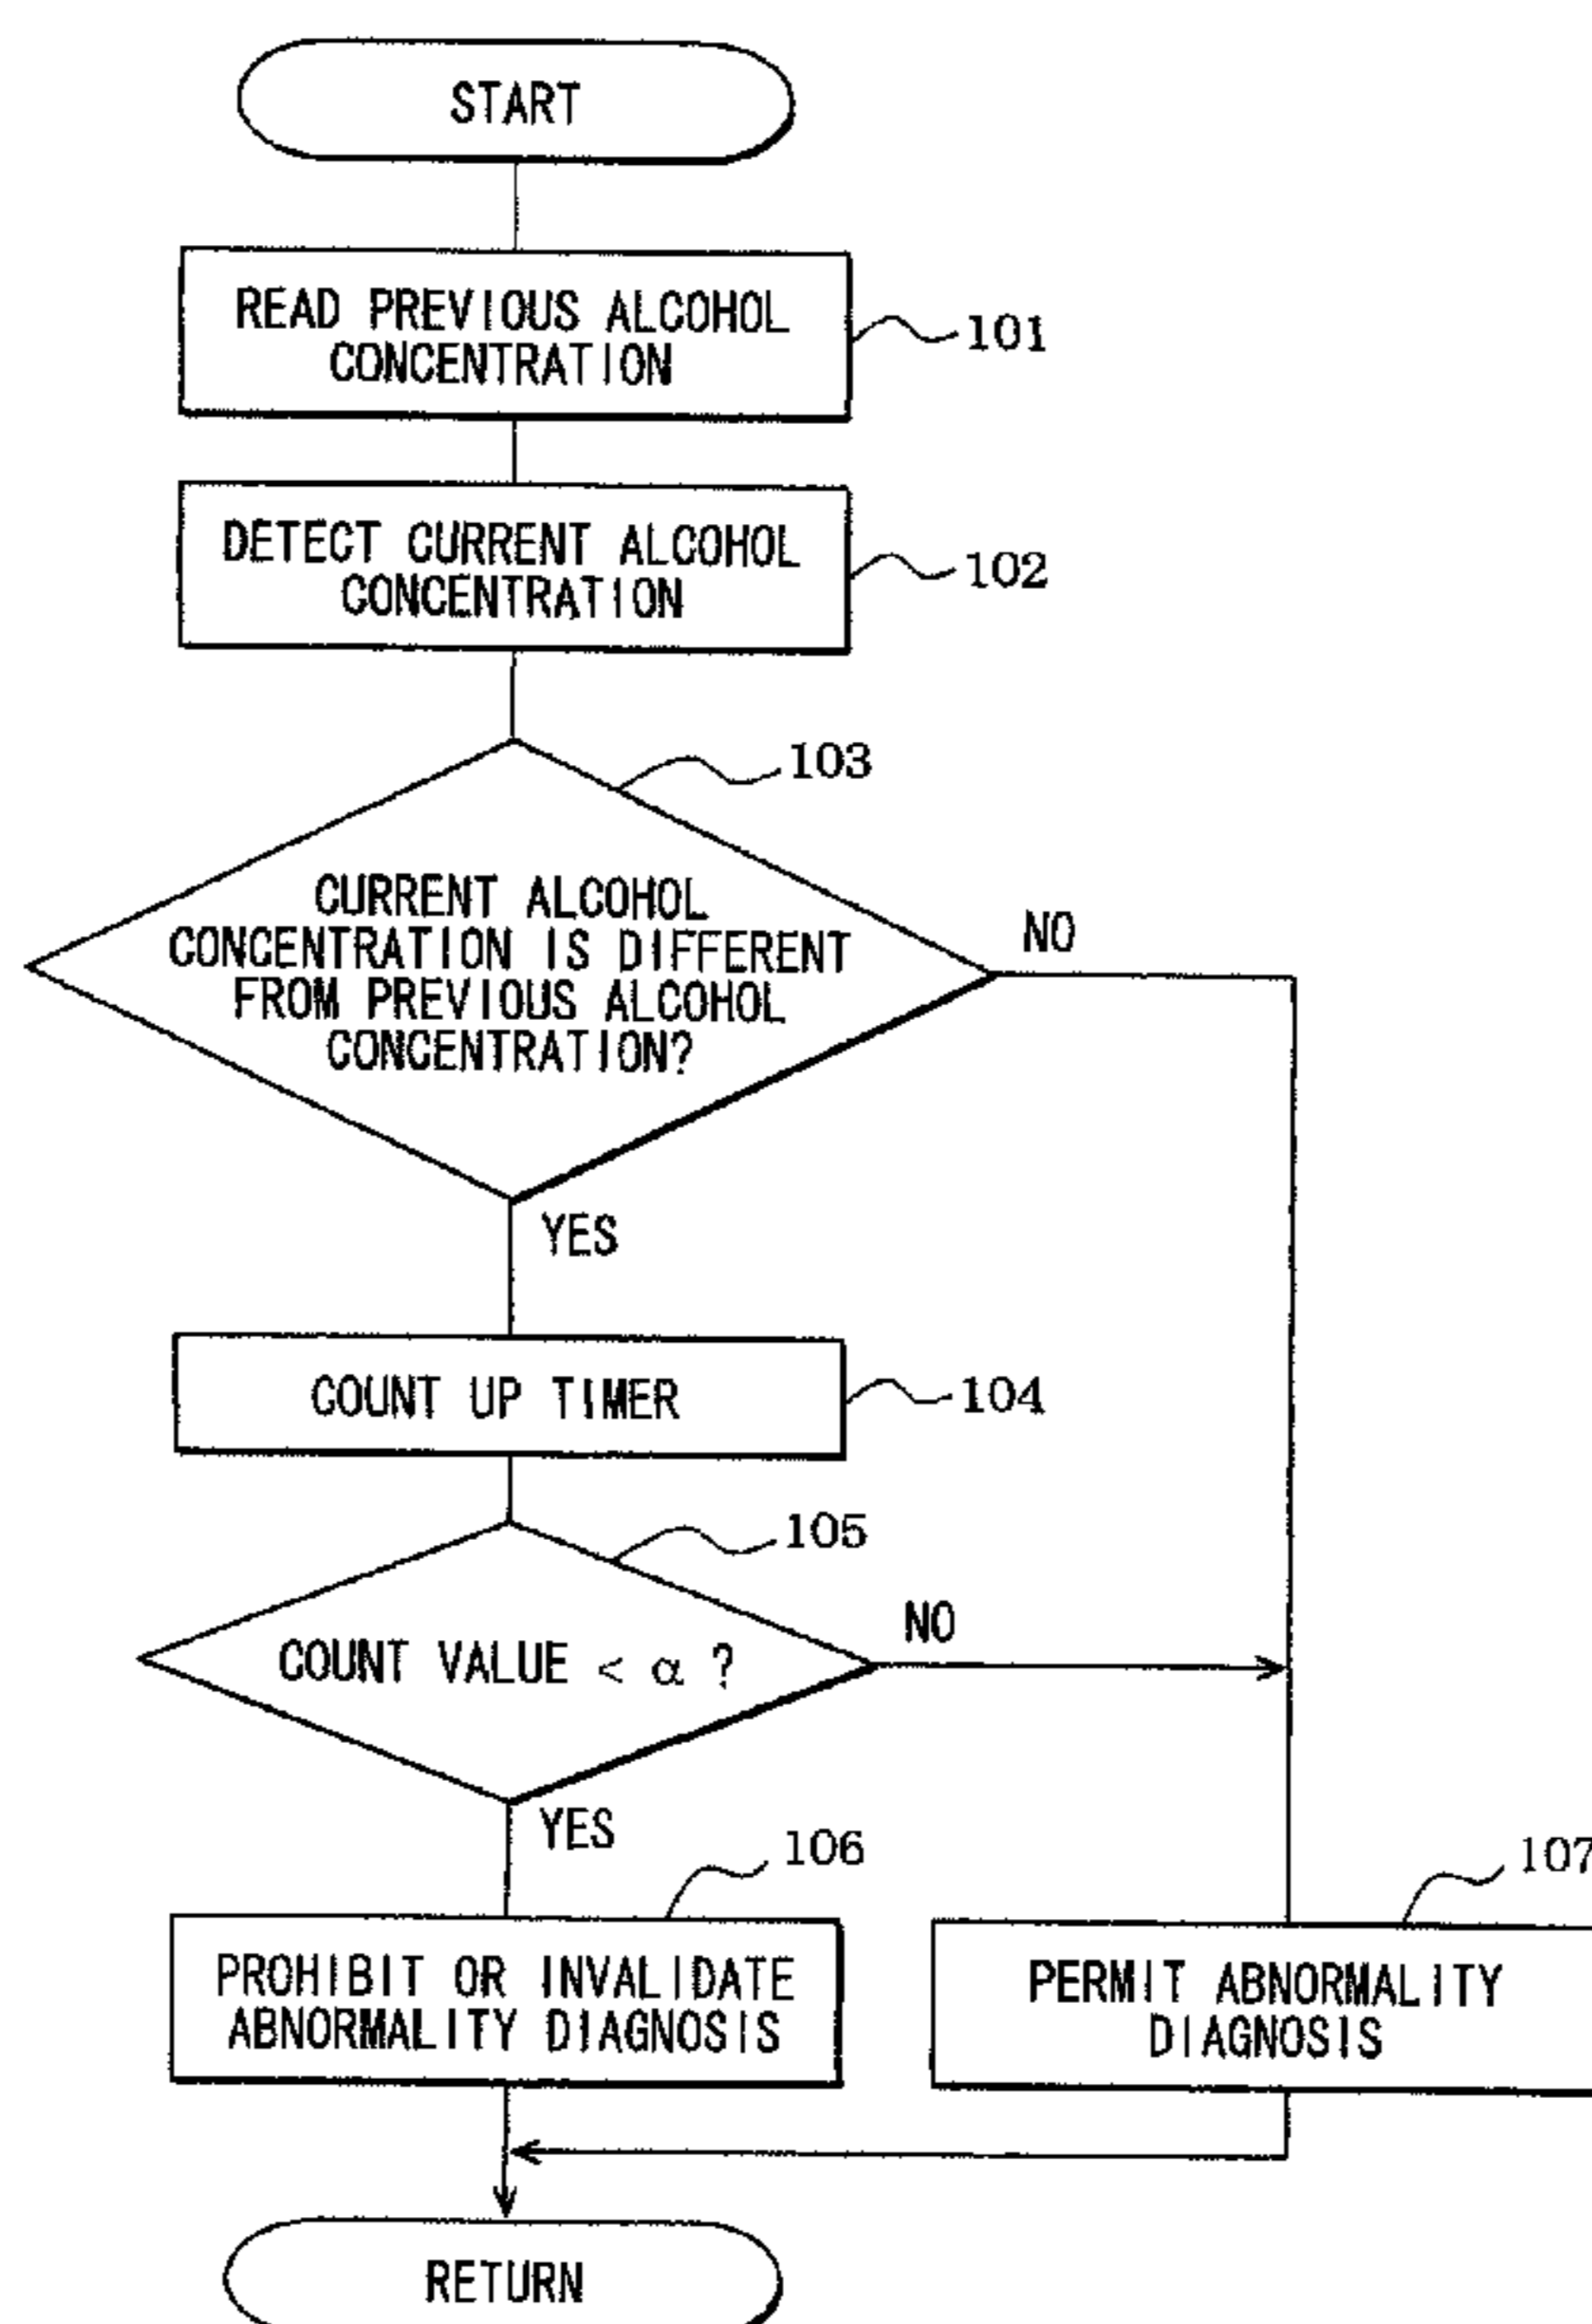 START
READ PREVIOUS ALCOHOL
CONCENTRATION
101
DETECT CURRENT ALCOHOL
CONCENTRATION
102
103
CURRENT ALCOHOL
CONCENTRATION IS DIFFERENT
FROM PREVIOUS ALCOHOL
CONCENTRATION?
NO
YES
COUNT UP TIMER
104
105
COUNT VALUE < α ?
NO
YES
106
107
PROHIBIT OR INVALIDATE
ABNORMALITY DIAGNOSIS
PERMIT ABNORMALITY
DIAGNOSIS
RETURN